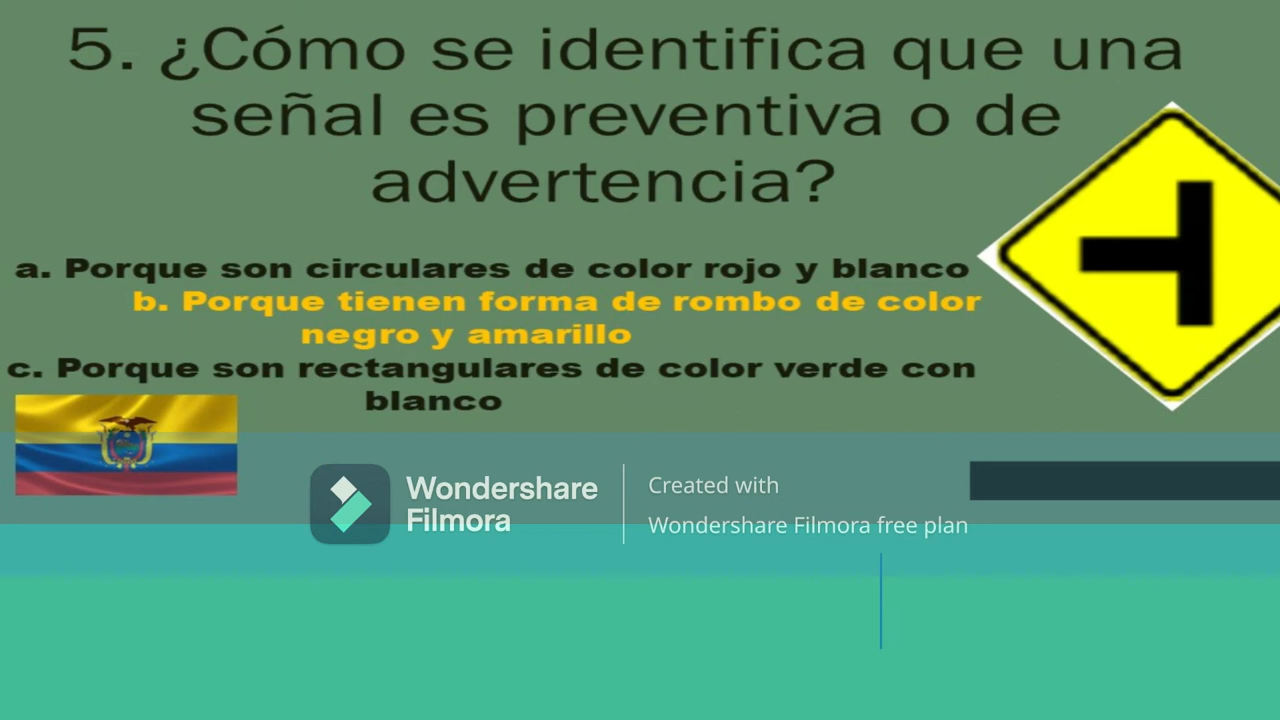 5. ¿Cómo se identifica que una
señal es preventiva o de
advertencia?
a. Porque son circulares de color rojo y blanco
b. Porque tienen forma de rombo de color
negro y amarillo
c. Porque son rectangulares de color verde con
blanco
Wondershare
Filmora
Created with
Wondershare Filmora free plan